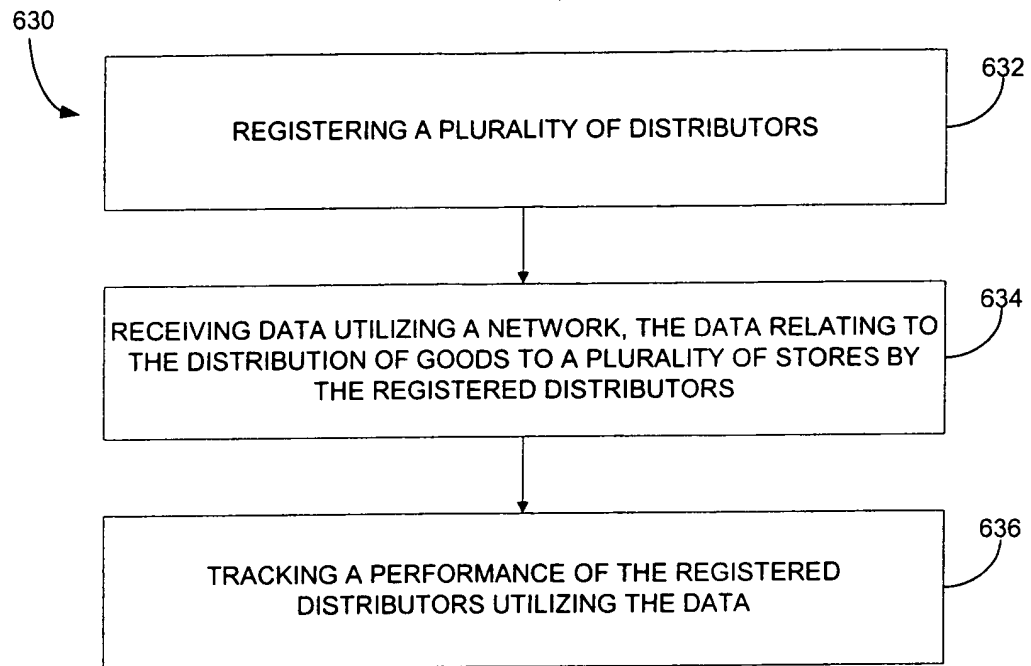 630
632
REGISTERING A PLURALITY OF DISTRIBUTORS
634
RECEIVING DATA UTILIZING A NETWORK, THE DATA RELATING TO
THE DISTRIBUTION OF GOODS TO A PLURALITY OF STORES BY
THE REGISTERED DISTRIBUTORS
636
TRACKING A PERFORMANCE OF THE REGISTERED
DISTRIBUTORS UTILIZING THE DATA